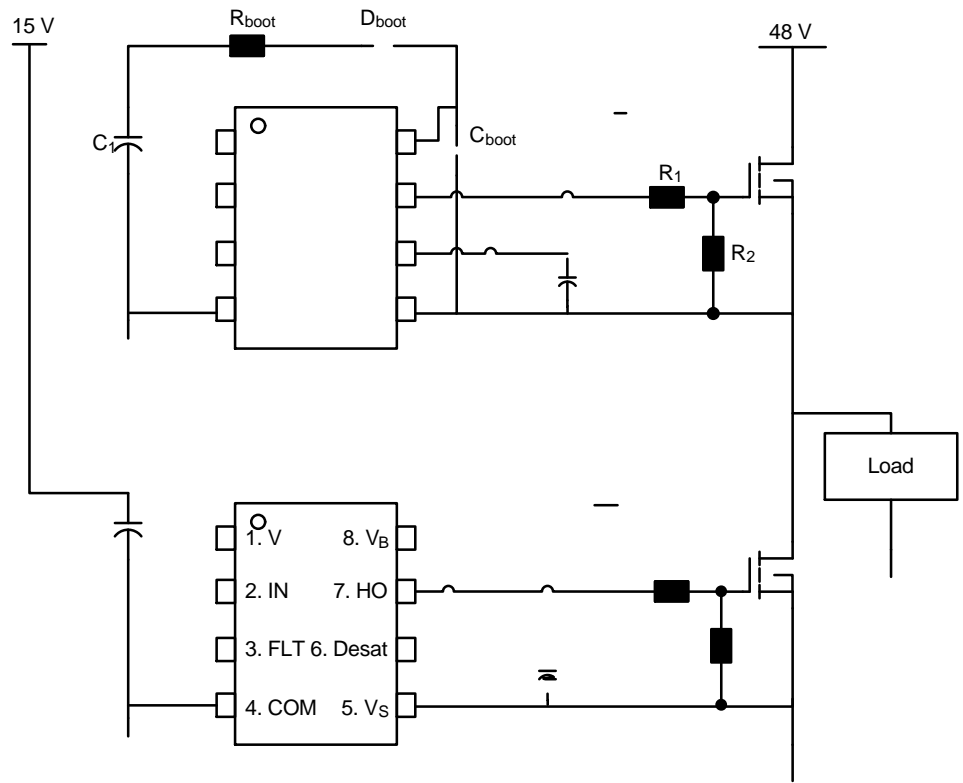 15 V
Rboot
Dboot
48 V
C1
Cboot
R1
R2
Load
1. V
8. VB
2. IN
7. HO
3. FLT 6. Desat
4. COM
5. VS